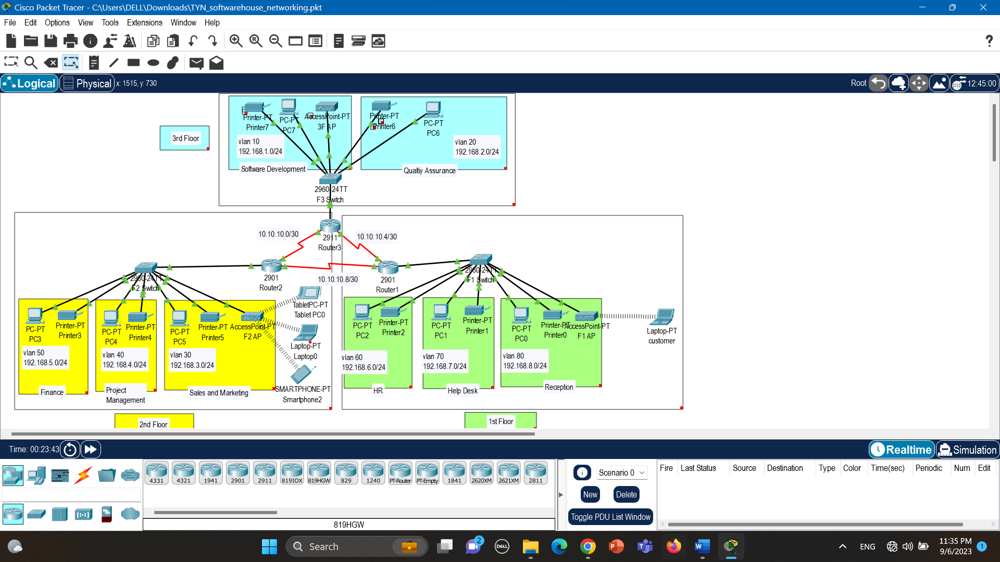 Cisco Packet Tracer - C:\Users\DELL\Downloads\TYN_softwarehouse_networking.pkt
File Edit Options View Tools Extensions Window Help
Logical Physical x: 1515, y: 730 Root 12:45:00
3rd Floor
Printer-PT
Printer7
PC-PT
PC7
AccessPoint-PT
3F AP
vlan 10
192.168.1.0/24
Software Development
Printer-PT
Printer6
PC-PT
PC6
vlan 20
192.168.2.0/24
Qualtiy Assurance
2960-24TT
F3 Switch
10.10.10.0/30
2911
Router3
10.10.10.4/30
2960-24TT
F2 Switch
2901
Router2
10.10.10.8/30
2901
Router1
2960-24TT
F1 Switch
PC-PT
PC3
Printer-PT
Printer3
vlan 50
192.168.5.0/24
Finance
PC-PT
PC4
Printer-PT
Printer4
vlan 40
192.168.4.0/24
Project
Management
PC-PT
PC5
Printer-PT
Printer5
AccessPoint-PT
F2 AP
vlan 30
192.168.3.0/24
Sales and Marketing
TabletPC-PT
Tablet PC0
Laptop-PT
Laptop0
SMARTPHONE-PT
Smartphone2
PC-PT
PC2
Printer-PT
Printer2
vlan 60
192.168.6.0/24
HR
PC-PT
PC1
Printer-PT
Printer1
vlan 70
192.168.7.0/24
Help Desk
PC-PT
PC0
Printer-PT
Printer0
AccessPoint-PT
F1 AP
vlan 80
192.168.8.0/24
Reception
Laptop-PT
customer
2nd Floor
1st Floor
Time: 00:23:43 Realtime Simulation
4331 4321 1941 2901 2911 819IOX 819HGW 829 1240 PT-Router PT-Empty 1841 2620XM 2621XM 2811
819HGW
Scenario 0
New Delete
Toggle PDU List Window
Fire Last Status Source Destination Type Color Time(sec) Periodic Num Edit
Search
2
DELL
ENG
11:35 PM
9/6/2023
1